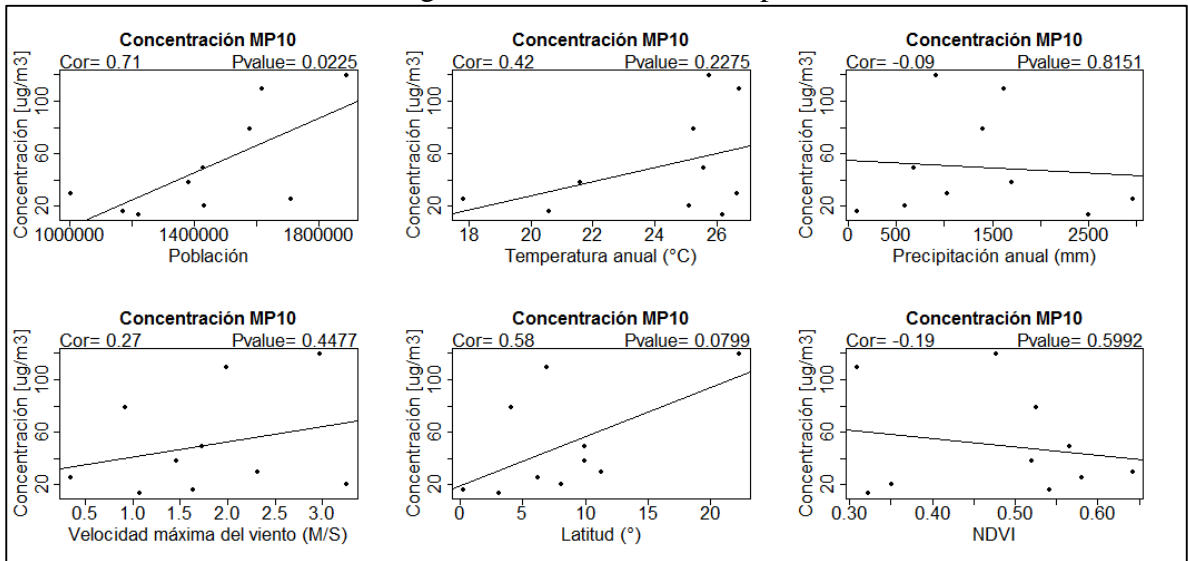 Concentración MP10
Cor= 0.71 Pvalue= 0.0225
Concentración [ug/m3]
20 60 100
1000000 1400000 1800000
Población
Concentración MP10
Cor= 0.42 Pvalue= 0.2275
Concentración [ug/m3]
20 60 100
18 20 22 24 26
Temperatura anual (°C)
Concentración MP10
Cor= -0.09 Pvalue= 0.8151
Concentración [ug/m3]
20 60 100
0 500 1500 2500
Precipitación anual (mm)
Concentración MP10
Cor= 0.27 Pvalue= 0.4477
Concentración [ug/m3]
20 60 100
0.5 1.0 1.5 2.0 2.5 3.0
Velocidad máxima del viento (M/S)
Concentración MP10
Cor= 0.58 Pvalue= 0.0799
Concentración [ug/m3]
20 60 100
0 5 10 15 20
Latitud (°)
Concentración MP10
Cor= -0.19 Pvalue= 0.5992
Concentración [ug/m3]
20 60 100
0.30 0.40 0.50 0.60
NDVI